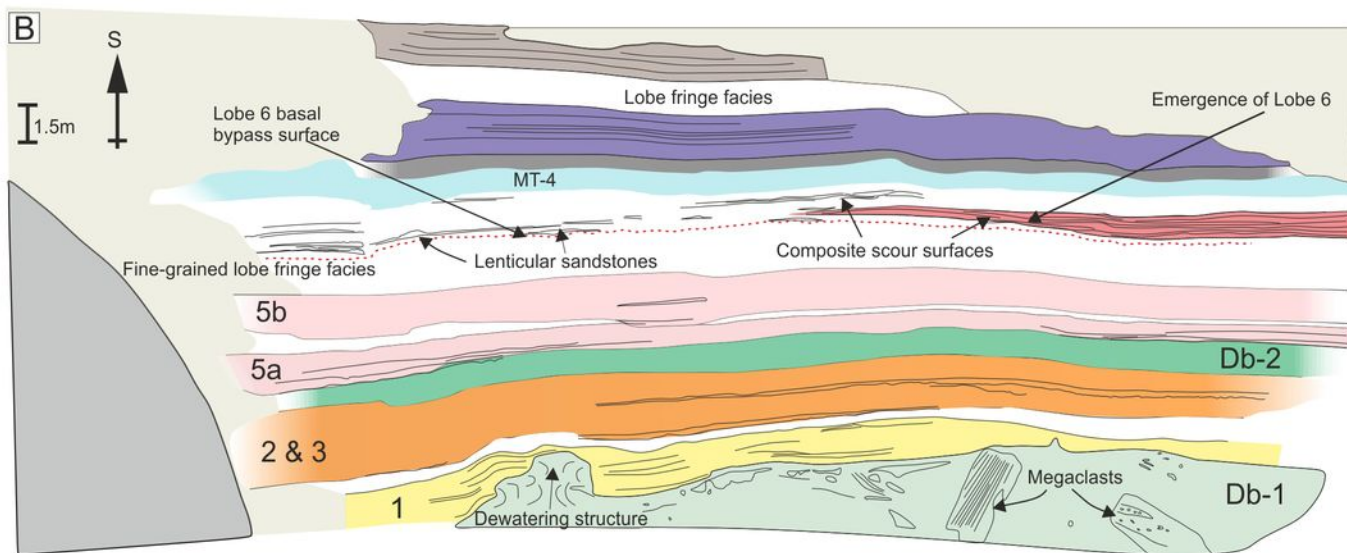 B
S
1.5m
Lobe fringe facies
Emergence of Lobe 6
Lobe 6 basal
bypass surface
MT-4
Composite scour surfaces
Lenticular sandstones
Fine-grained lobe fringe facies
5b
5a
Db-2
2 & 3
Megaclasts
Db-1
1
Dewatering structure